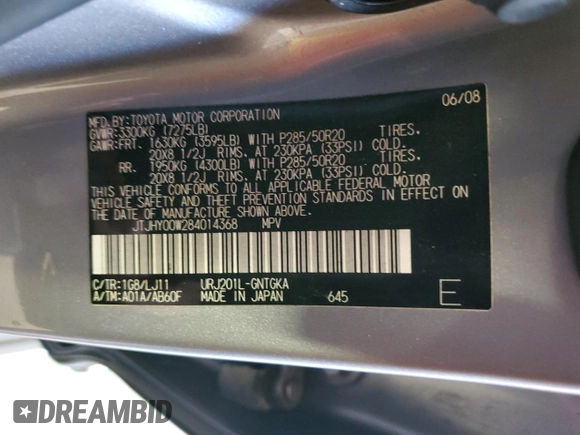 06/08
MFD.BY:TOYOTA MOTOR CORPORATION
GVWR:3300KG (7275LB)
GAWR:FRT. 1630KG (3595LB) WITH P285/50R20 TIRES.
20X8 1/2J RIMS. AT 230KPA (33PSI) COLD.
RR. 1950KG (4300LB) WITH P285/50R20 TIRES.
20X8 1/2J RIMS. AT 230KPA (33PSI) COLD.
THIS VEHICLE CONFORMS TO ALL APPLICABLE FEDERAL MOTOR
VEHICLE SAFETY AND THEFT PREVENTION STANDARDS IN EFFECT ON
THE DATE OF MANUFACTURE SHOWN ABOVE.
JTJHY00W284014368 MPV
C/TR:1G8/LJ11 URJ201L-GNTGKA
A/TM:A01A/AB60F MADE IN JAPAN 645 E
DREAMBID